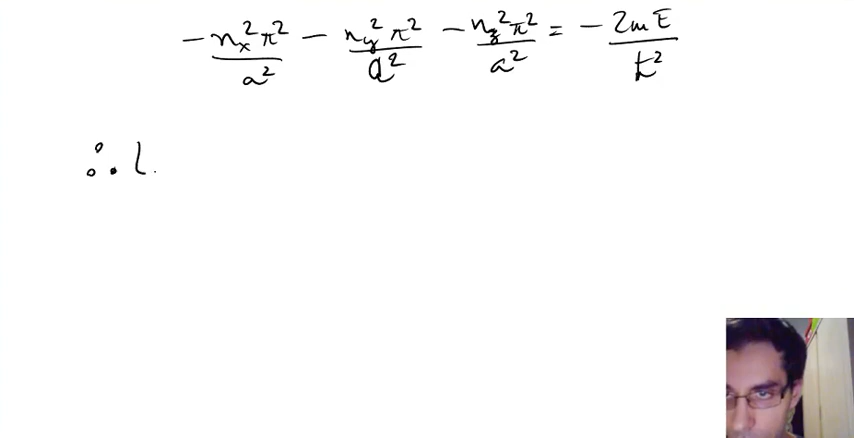 - n_x²π²/a² - n_y²π²/a² - n_z²π²/a² = - 2mE/ħ²
∴ l.